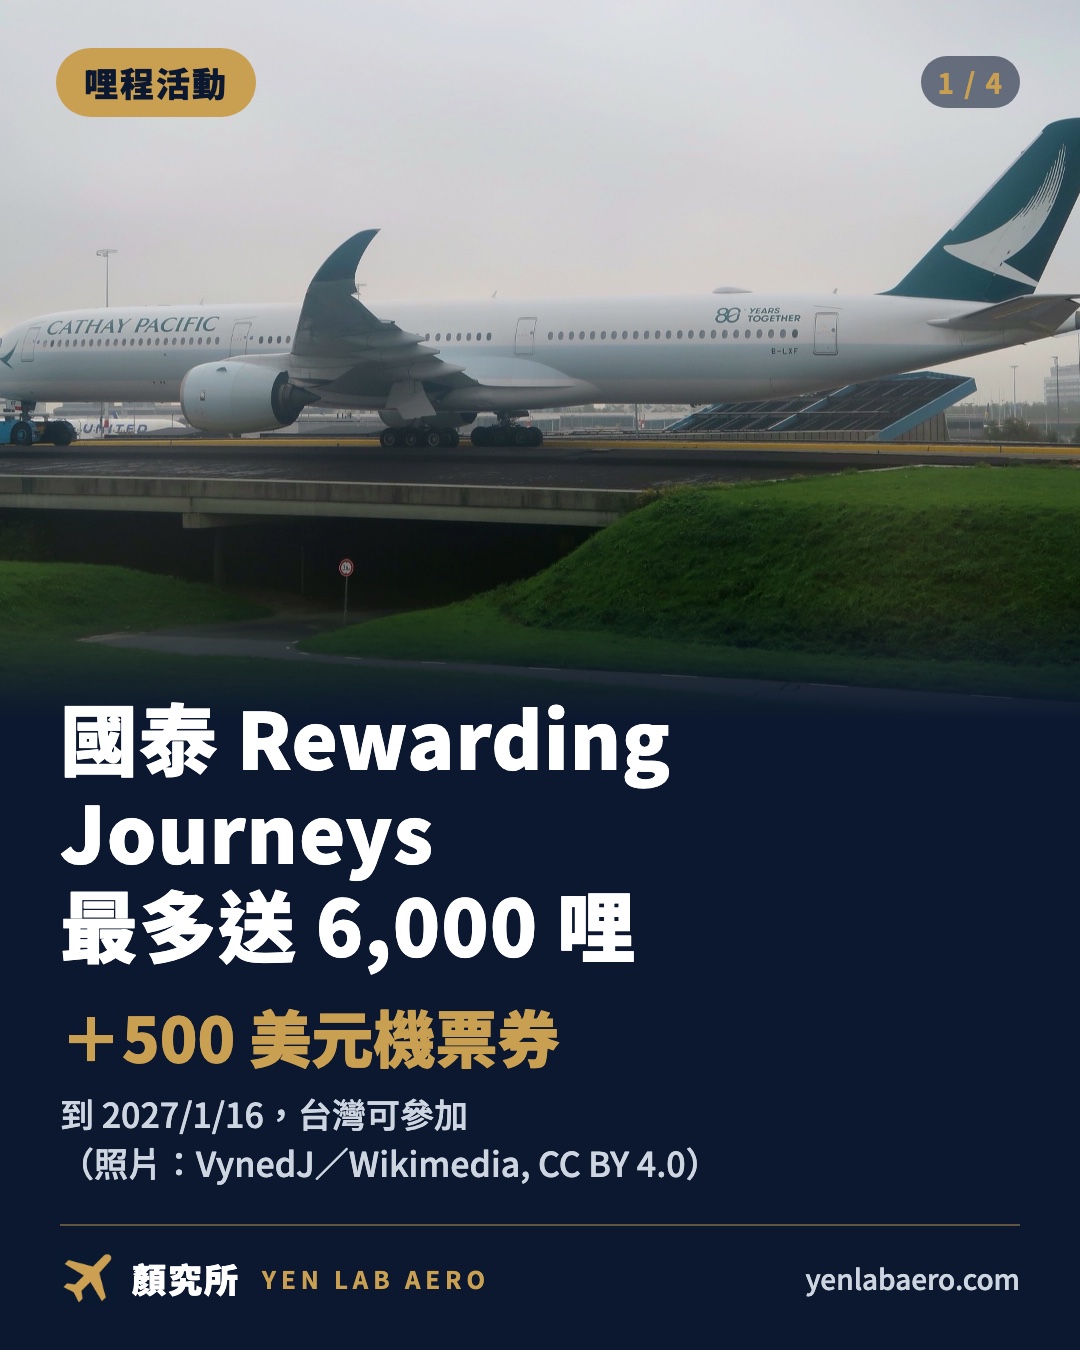 哩程活動
1 / 4
CATHAY PACIFIC
80 YEARS TOGETHER
B-LXF
UNITED
國泰 Rewarding
Journeys
最多送 6,000 哩
＋500 美元機票券
到 2027/1/16，台灣可參加
（照片：VynedJ／Wikimedia, CC BY 4.0）
顏究所 YEN LAB AERO
yenlabaero.com